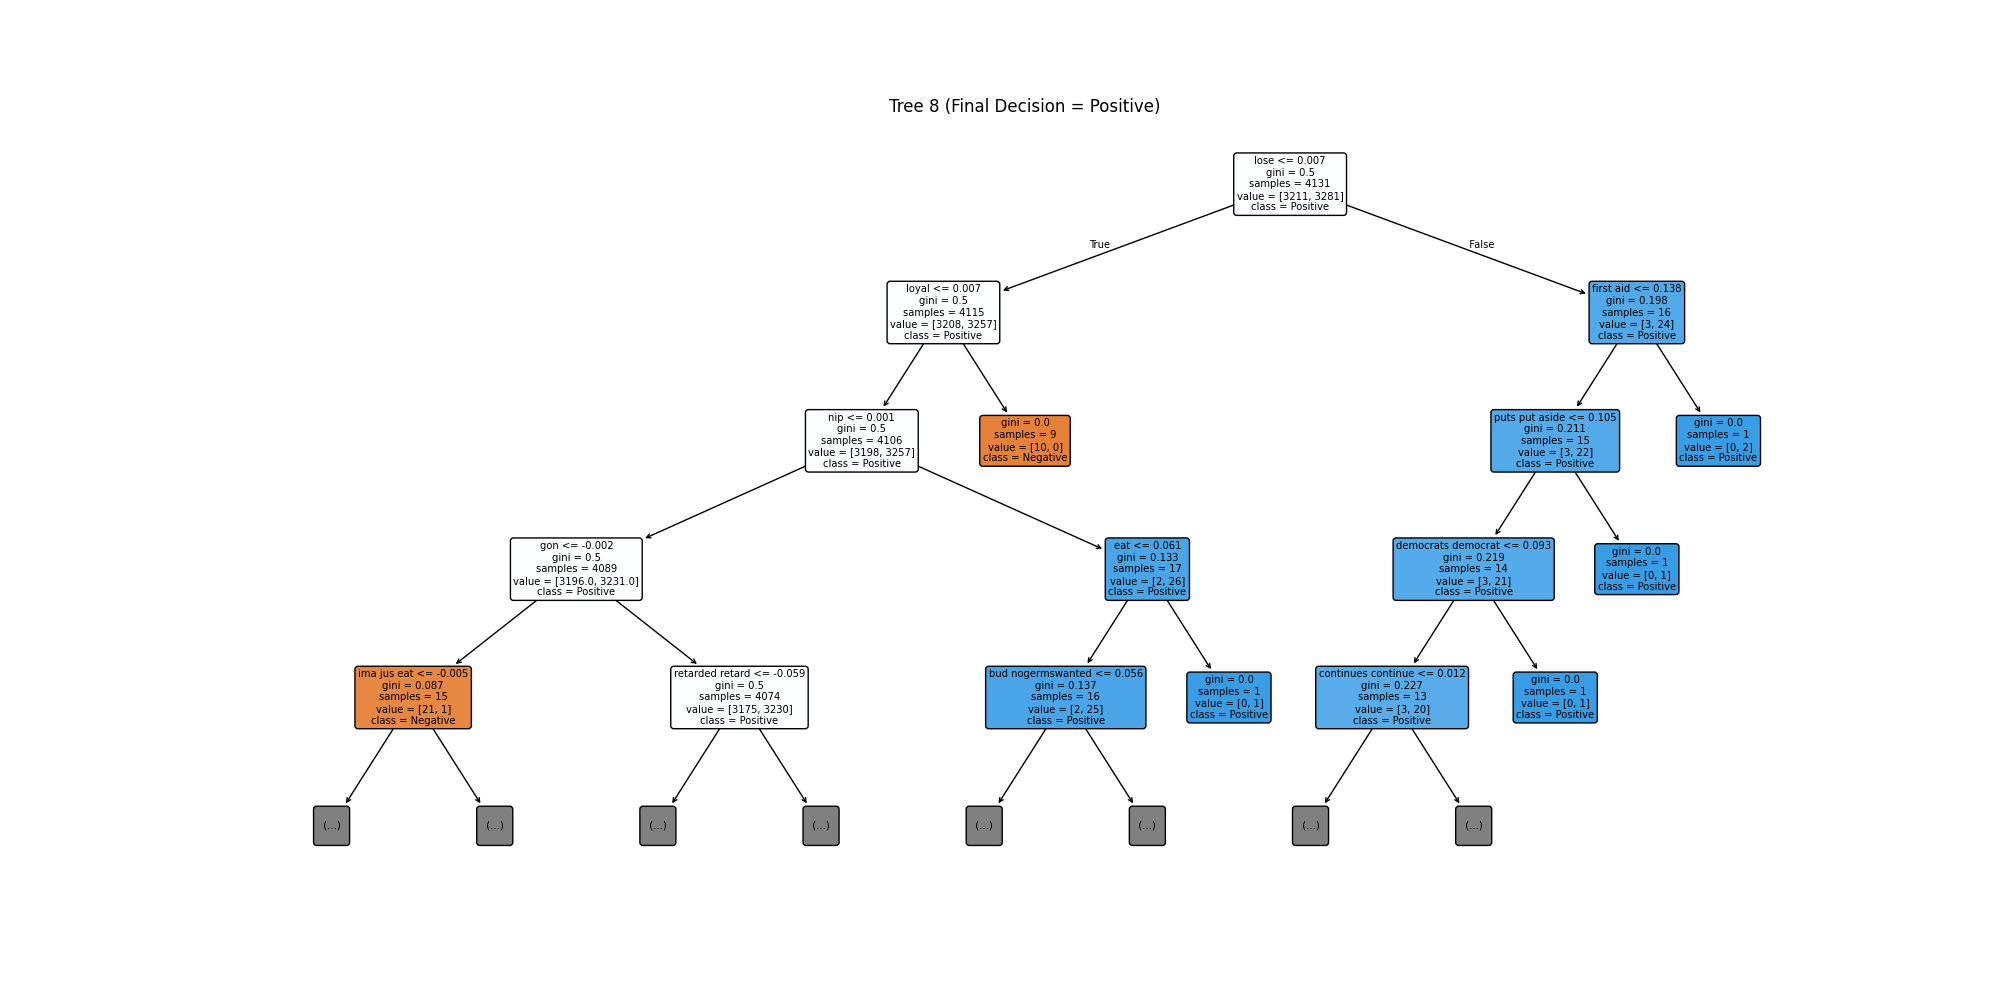 Tree 8 (Final Decision = Positive)
lose <= 0.007
gini = 0.5
samples = 4131
value = [3211, 3281]
class = Positive
True
False
loyal <= 0.007
gini = 0.5
samples = 4115
value = [3208, 3257]
class = Positive
first aid <= 0.138
gini = 0.198
samples = 16
value = [3, 24]
class = Positive
nip <= 0.001
gini = 0.5
samples = 4106
value = [3198, 3257]
class = Positive
gini = 0.0
samples = 9
value = [10, 0]
class = Negative
puts put aside <= 0.105
gini = 0.211
samples = 15
value = [3, 22]
class = Positive
gini = 0.0
samples = 1
value = [0, 2]
class = Positive
gon <= -0.002
gini = 0.5
samples = 4089
value = [3196.0, 3231.0]
class = Positive
eat <= 0.061
gini = 0.133
samples = 17
value = [2, 26]
class = Positive
democrats democrat <= 0.093
gini = 0.219
samples = 14
value = [3, 21]
class = Positive
gini = 0.0
samples = 1
value = [0, 1]
class = Positive
ima jus eat <= -0.005
gini = 0.087
samples = 15
value = [21, 1]
class = Negative
retarded retard <= -0.059
gini = 0.5
samples = 4074
value = [3175, 3230]
class = Positive
bud nogermswanted <= 0.056
gini = 0.137
samples = 16
value = [2, 25]
class = Positive
gini = 0.0
samples = 1
value = [0, 1]
class = Positive
continues continue <= 0.012
gini = 0.227
samples = 13
value = [3, 20]
class = Positive
gini = 0.0
samples = 1
value = [0, 1]
class = Positive
(...)
(...)
(...)
(...)
(...)
(...)
(...)
(...)